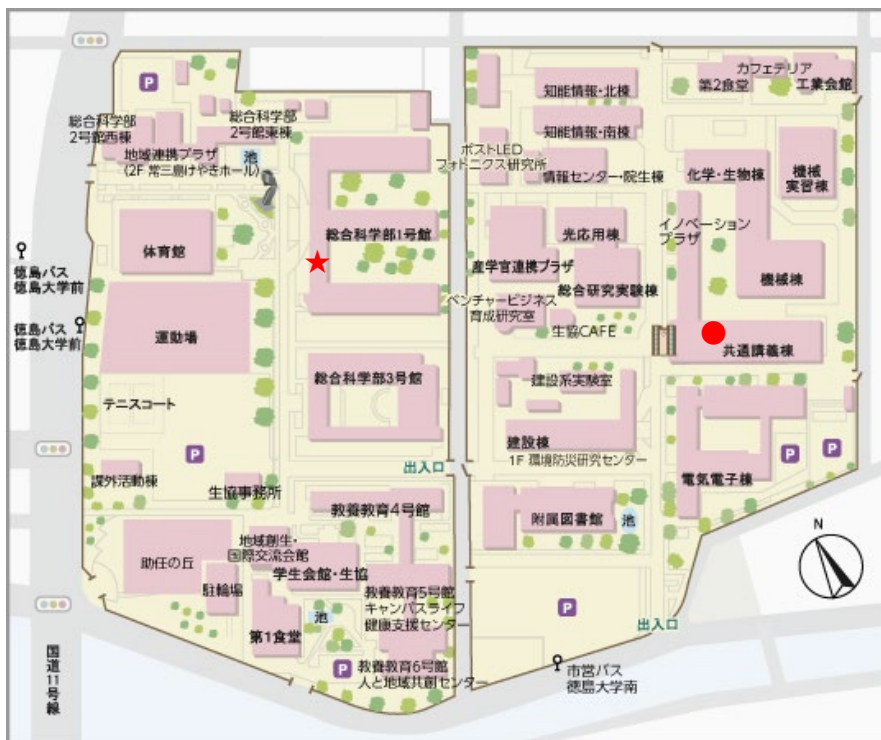 P
総合科学部
2号館西棟
総合科学部
2号館東棟
地域連携プラザ
(2F 常三島けやきホール)
池
体育館
総合科学部1号館
徳島バス
徳島大学前
徳島バス
徳島大学前
運動場
総合科学部3号館
テニスコート
P
課外活動棟
生協事務所
出入口
教養教育4号館
地域創生・
国際交流会館
助任の丘
学生会館・生協
駐輪場
教養教育5号館
キャンパスライフ
健康支援センター
池
第1食堂
P
教養教育6号館
人と地域共創センター
国道11号線
知能情報・北棟
知能情報・南棟
ポストLED
フォトニクス研究所
情報センター・院生棟
カフェテリア
第2食堂
工業会館
化学・生物棟
機械
実習棟
イノベーション
プラザ
光応用棟
産学官連携プラザ
総合研究実験棟
機械棟
ベンチャービジネス
育成研究室
生協CAFE
共通講義棟
建設系実験室
建設棟
1F 環境防災研究センター
P
P
電気電子棟
附属図書館
池
N
P
出入口
市営バス
徳島大学南